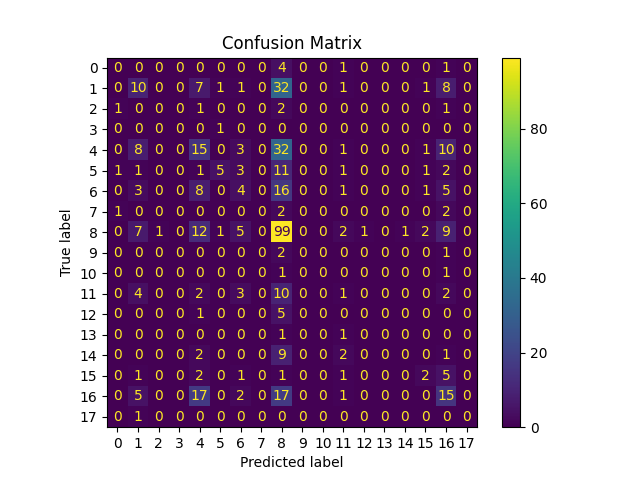 Confusion Matrix
True label
0 0 0 0 0 0 0 0 0 4 0 0 1 0 0 0 0 1 0
1 0 10 0 0 7 1 1 0 32 0 0 1 0 0 0 1 8 0
2 1 0 0 0 1 0 0 0 2 0 0 0 0 0 0 0 1 0
3 0 0 0 0 0 1 0 0 0 0 0 0 0 0 0 0 0 0
4 0 8 0 0 15 0 3 0 32 0 0 1 0 0 0 1 10 0
5 1 1 0 0 1 5 3 0 11 0 0 0 0 0 0 1 2 0
6 0 3 0 0 8 0 4 0 16 0 0 1 0 0 0 1 5 0
7 1 0 0 0 0 0 0 0 2 0 0 0 0 0 0 0 2 0
8 0 7 1 0 12 1 5 0 99 0 0 2 1 0 1 2 9 0
9 0 0 0 0 0 0 0 0 2 0 0 0 0 0 0 0 1 0
10 0 0 0 0 0 0 0 0 1 0 0 0 0 0 0 0 1 0
11 0 4 0 0 2 0 3 0 10 0 0 1 0 0 0 0 2 0
12 0 0 0 0 1 0 0 0 5 0 0 0 0 0 0 0 0 0
13 0 0 0 0 0 0 0 0 1 0 0 1 0 0 0 0 0 0
14 0 0 0 0 2 0 0 0 9 0 0 2 0 0 0 0 1 0
15 0 1 0 0 2 0 1 0 1 0 0 1 0 0 0 2 5 0
16 0 5 0 0 17 0 2 0 17 0 0 1 0 0 0 0 15 0
17 0 1 0 0 0 0 0 0 0 0 0 0 0 0 0 0 0 0
0 1 2 3 4 5 6 7 8 9 10 11 12 13 14 15 16 17
Predicted label
80
60
40
20
0